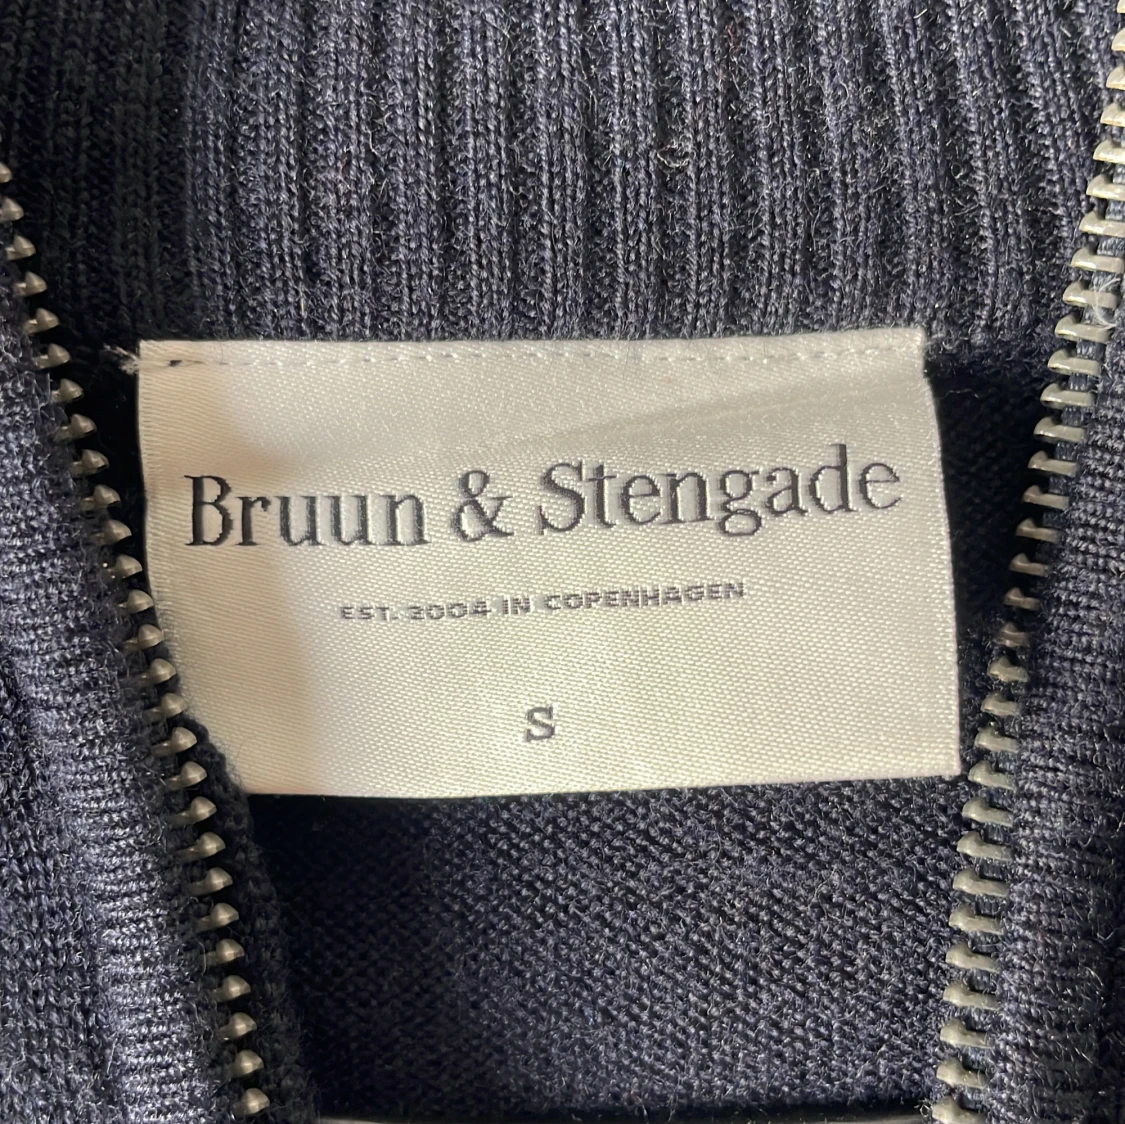 Bruun & Stengade
EST. 2004 IN COPENHAGEN
S